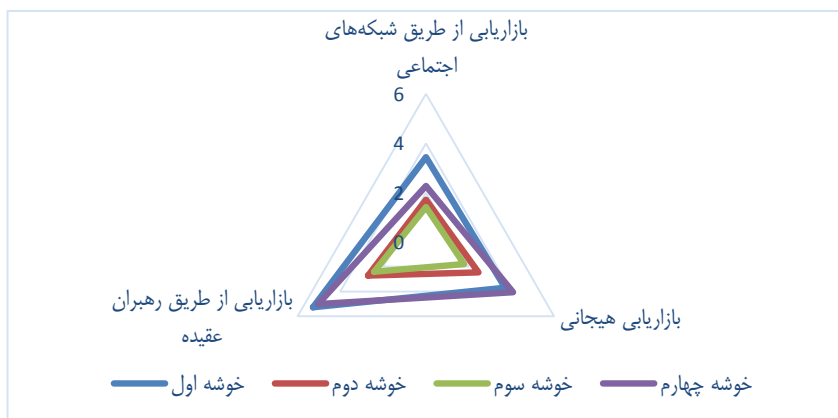 بازاریابی از طریق شبکه‌های
اجتماعی
6
4
2
0
بازاریابی از طریق رهبران
عقیده
بازاریابی هیجانی
خوشه اول
خوشه دوم
خوشه سوم
خوشه چهارم